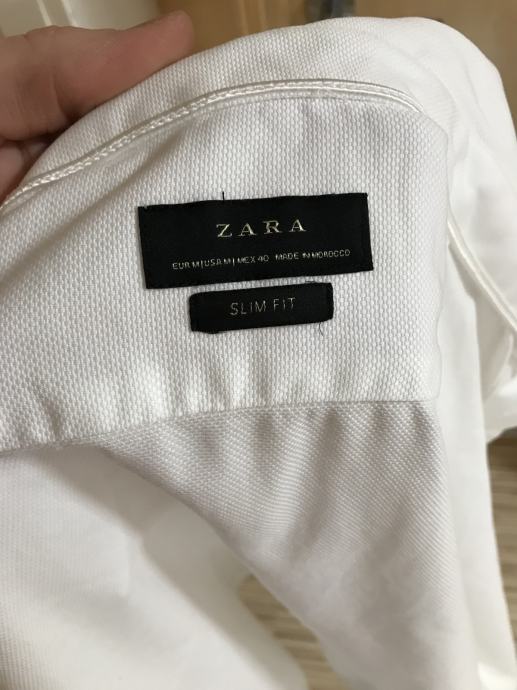 ZARA
EUR M | USA M | MEX 40 MADE IN MOROCCO
SLIM FIT